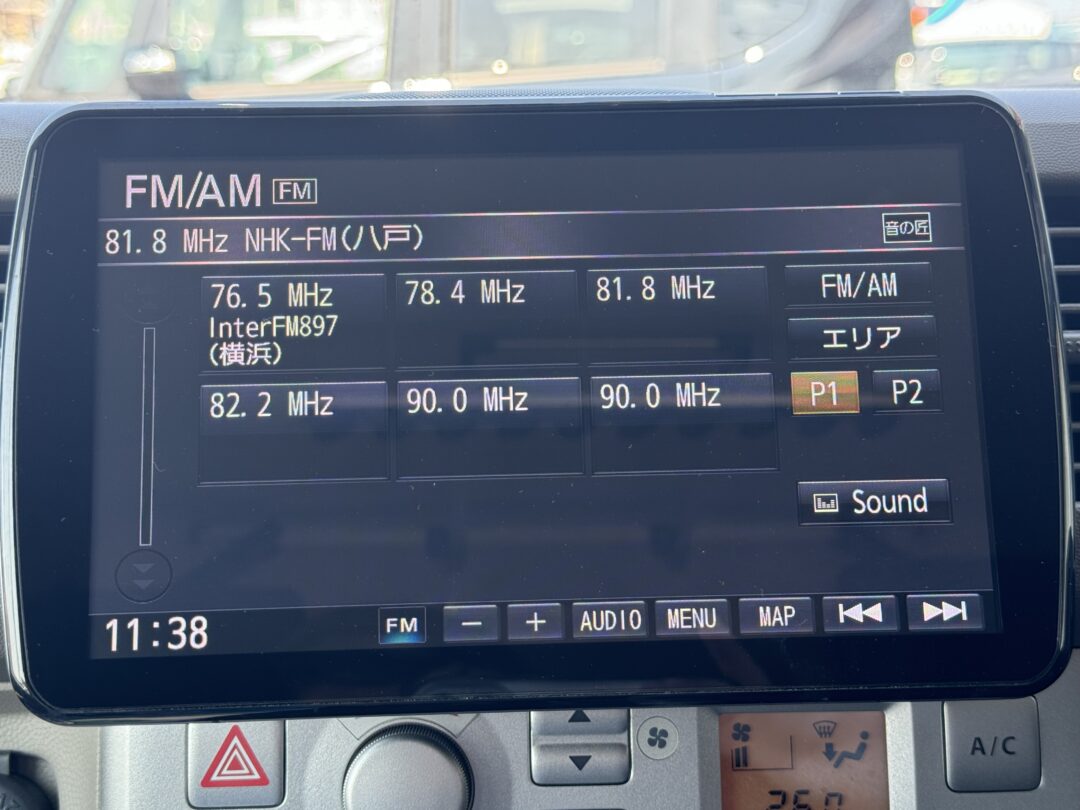 FM/AM FM
81.8 MHz NHK-FM(八戸) 音の匠
76.5 MHz
InterFM897
(横浜)
78.4 MHz
81.8 MHz
FM/AM
エリア
82.2 MHz
90.0 MHz
90.0 MHz
P1 P2
Sound
11:38 FM − + AUDIO MENU MAP
A/C